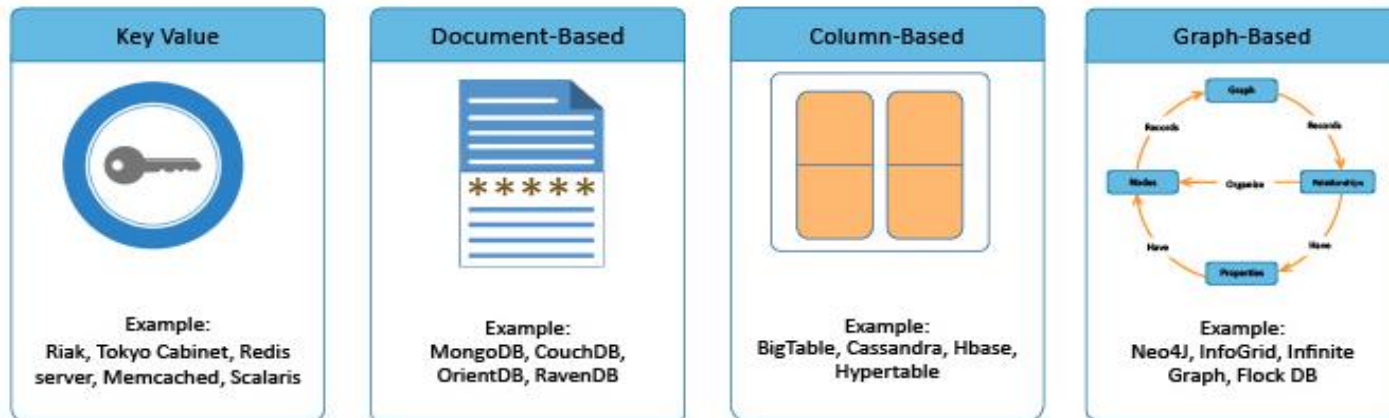 Key Value
Example:
Riak, Tokyo Cabinet, Redis
server, Memcached, Scalaris
Document-Based
* * * * *
Example:
MongoDB, CouchDB,
OrientDB, RavenDB
Column-Based
Example:
BigTable, Cassandra, Hbase,
Hypertable
Graph-Based
Graph
Records
Records
Nodes
Organize
Relationships
Have
Have
Properties
Example:
Neo4J, InfoGrid, Infinite
Graph, Flock DB